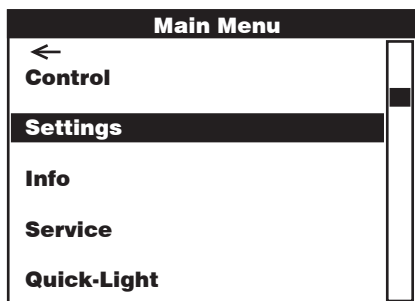 Main Menu
←
Control
Settings
Info
Service
Quick-Light